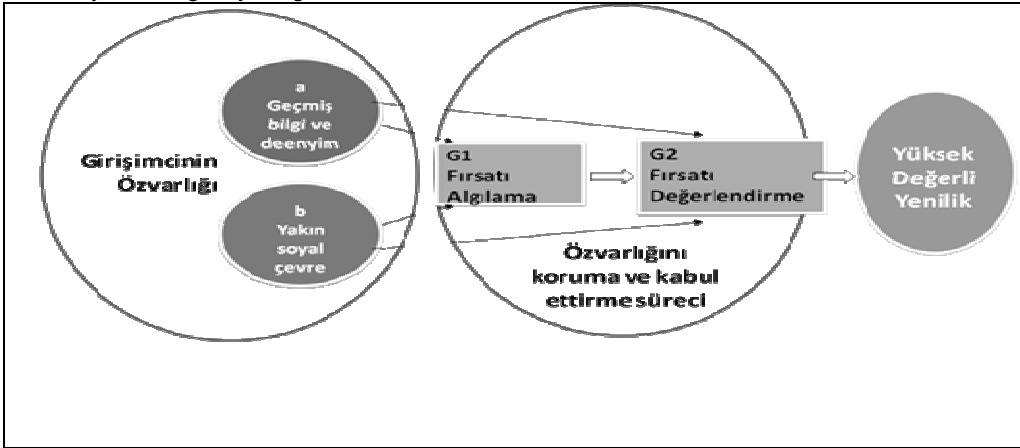 Girişimcinin
Özvarlığı
a
Geçmiş
bilgi ve
deenyim
b
Yakın
soyal
çevre
G1
Fırsatı
Algılama
G2
Fırsatı
Değerlendirme
Özvarlığını
koruma ve kabul
ettirme süreci
Yüksek
Değerli
Yenilik